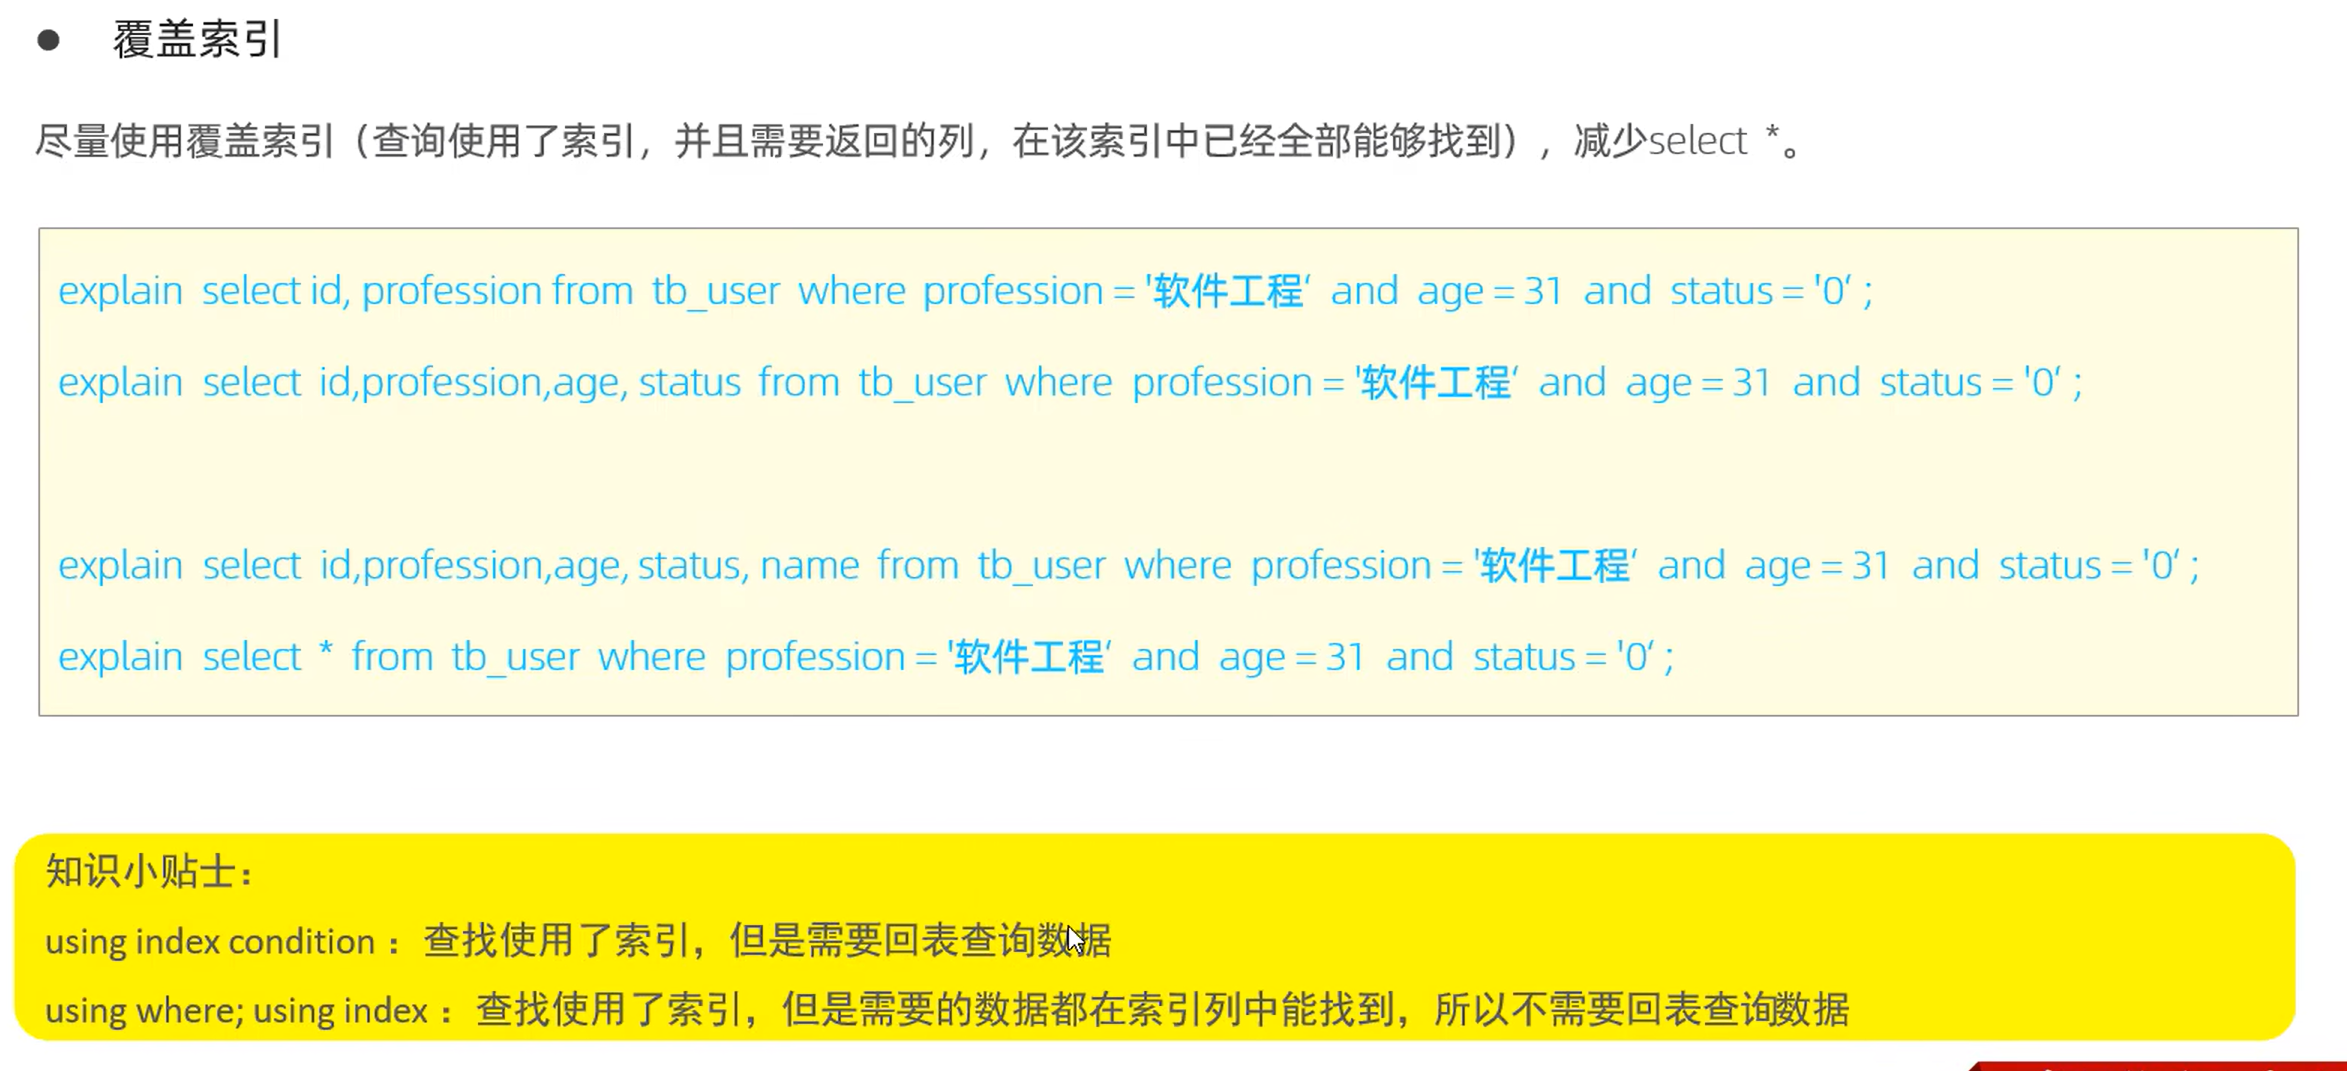 覆盖索引
尽量使用覆盖索引（查询使用了索引，并且需要返回的列，在该索引中已经全部能够找到），减少select *。
explain select id, profession from tb_user where profession = '软件工程‘ and age = 31 and status = '0‘ ;
explain select id,profession,age, status from tb_user where profession = '软件工程‘ and age = 31 and status = '0‘ ;
explain select id,profession,age, status, name from tb_user where profession = '软件工程‘ and age = 31 and status = '0‘ ;
explain select * from tb_user where profession = '软件工程‘ and age = 31 and status = '0‘ ;
知识小贴士：
using index condition ：查找使用了索引，但是需要回表查询数据
using where; using index ：查找使用了索引，但是需要的数据都在索引列中能找到，所以不需要回表查询数据